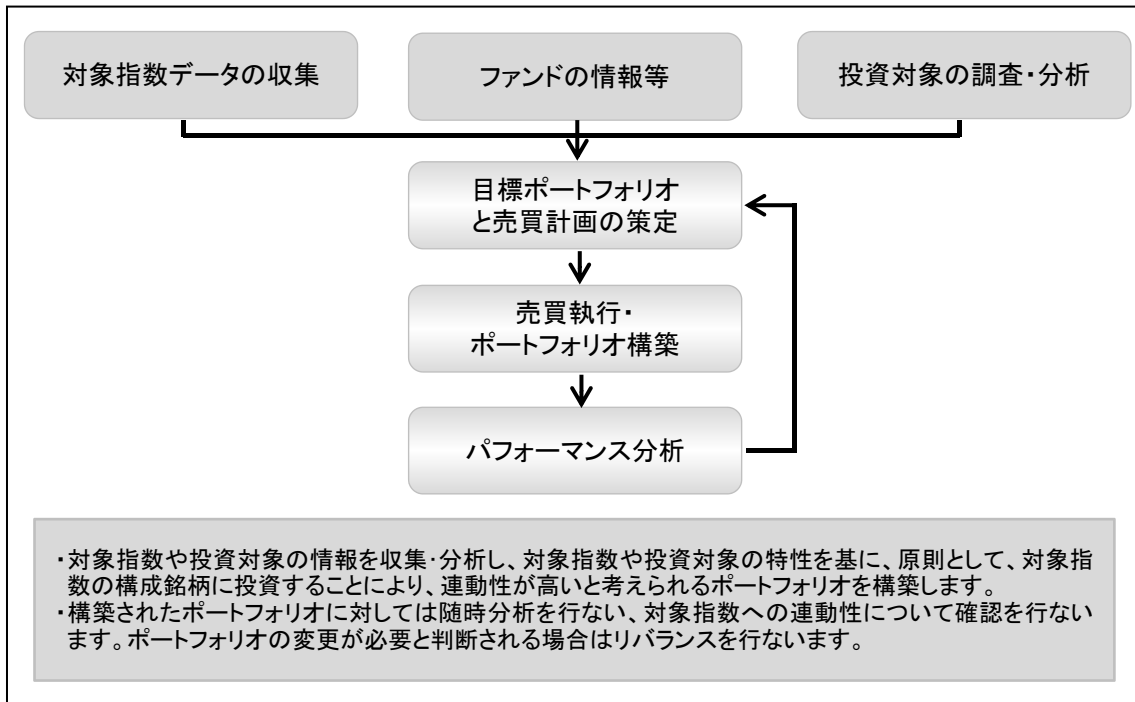 対象指数データの収集
ファンドの情報等
投資対象の調査・分析
目標ポートフォリオ
と売買計画の策定
売買執行・
ポートフォリオ構築
パフォーマンス分析
・対象指数や投資対象の情報を収集・分析し、対象指数や投資対象の特性を基に、原則として、対象指
数の構成銘柄に投資することにより、連動性が高いと考えられるポートフォリオを構築します。
・構築されたポートフォリオに対しては随時分析を行ない、対象指数への連動性について確認を行ない
ます。ポートフォリオの変更が必要と判断される場合はリバランスを行ないます。